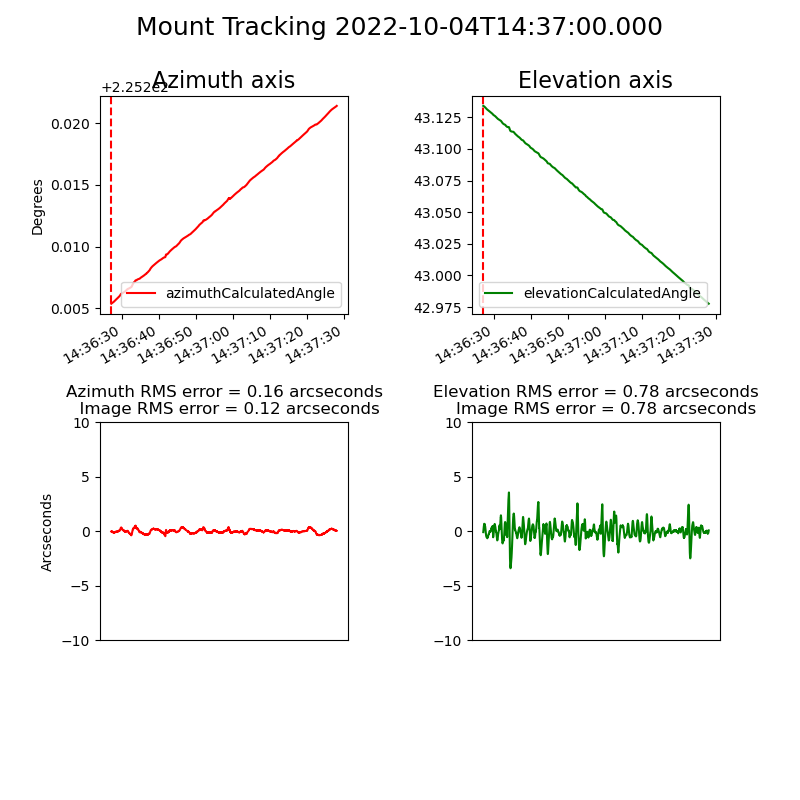 Mount Tracking 2022-10-04T14:37:00.000
Azimuth axis
+2.252e2
Degrees
0.020
0.015
0.010
0.005
azimuthCalculatedAngle
14:36:30
14:36:40
14:36:50
14:37:00
14:37:10
14:37:20
14:37:30
Elevation axis
43.125
43.100
43.075
43.050
43.025
43.000
42.975
elevationCalculatedAngle
14:36:30
14:36:40
14:36:50
14:37:00
14:37:10
14:37:20
14:37:30
Azimuth RMS error = 0.16 arcseconds
Image RMS error = 0.12 arcseconds
Arcseconds
10
5
0
−5
−10
Elevation RMS error = 0.78 arcseconds
Image RMS error = 0.78 arcseconds
10
5
0
−5
−10